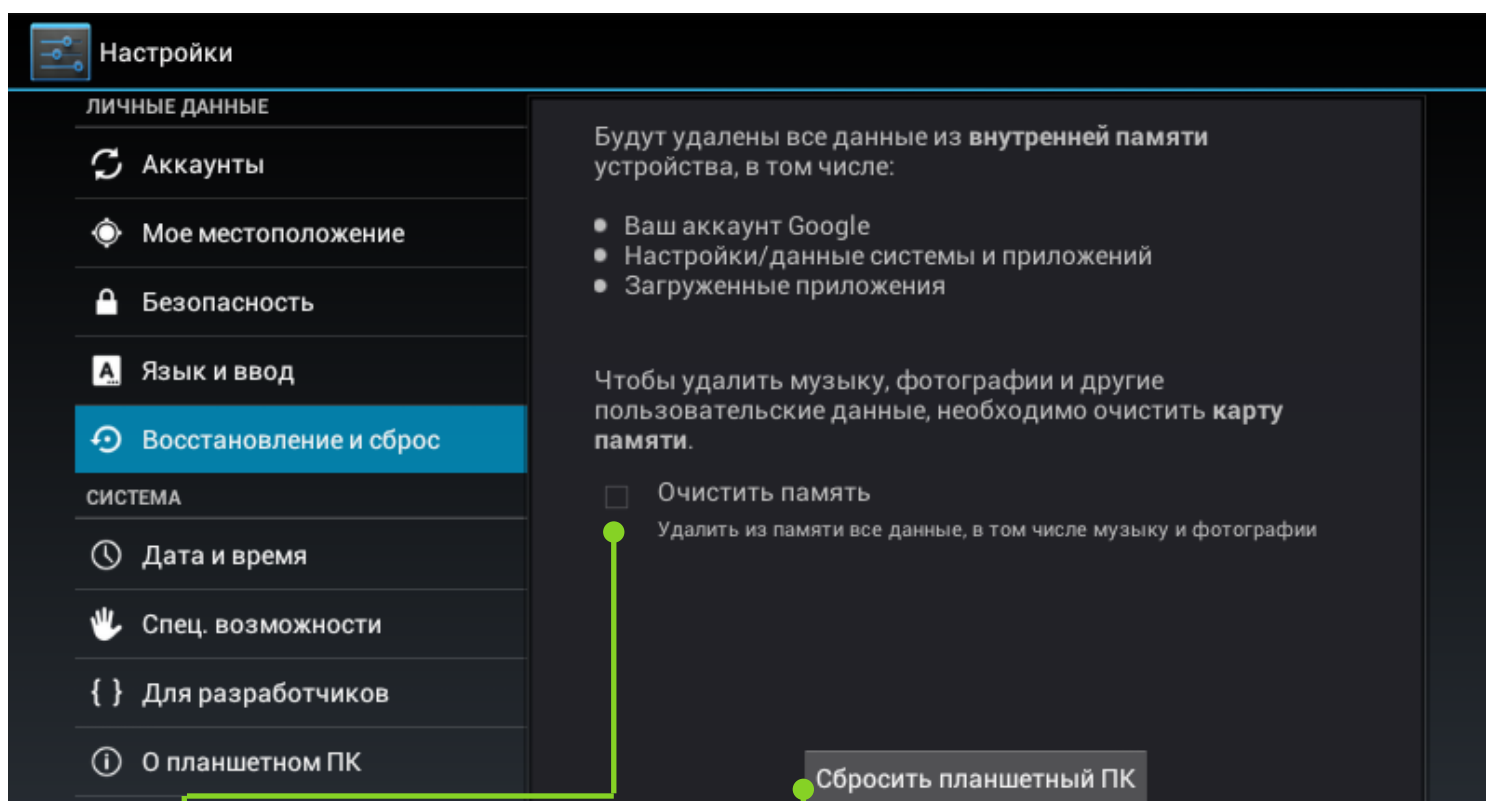 Настройки
ЛИЧНЫЕ ДАННЫЕ
Аккаунты
Мое местоположение
Безопасность
Язык и ввод
Восстановление и сброс
СИСТЕМА
Дата и время
Спец. возможности
{ } Для разработчиков
О планшетном ПК
Будут удалены все данные из внутренней памяти
устройства, в том числе:
• Ваш аккаунт Google
• Настройки/данные системы и приложений
• Загруженные приложения
Чтобы удалить музыку, фотографии и другие
пользовательские данные, необходимо очистить карту
памяти.
Очистить память
Удалить из памяти все данные, в том числе музыку и фотографии
Сбросить планшетный ПК